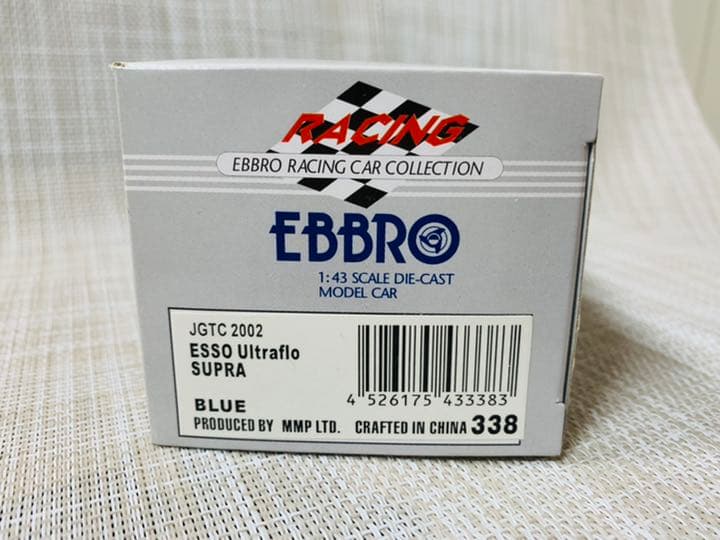 RACING
EBBRO RACING CAR COLLECTION
EBBRO
1:43 SCALE DIE-CAST
MODEL CAR
JGTC 2002
ESSO Ultraflo
SUPRA
4 526175 433383
BLUE
PRODUCED BY MMP LTD. CRAFTED IN CHINA 338